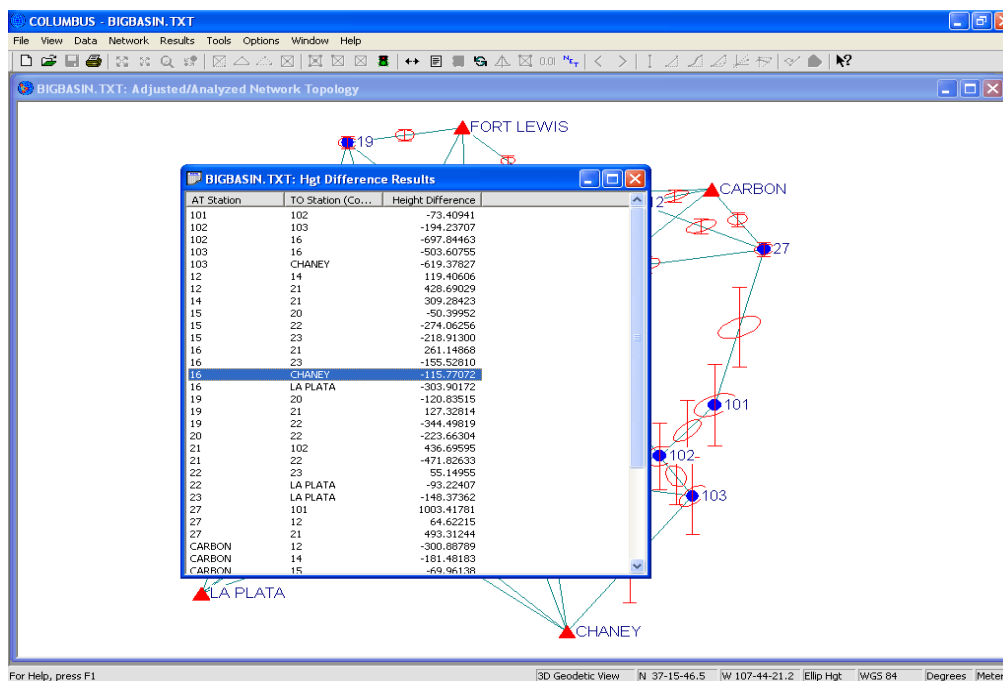 COLUMBUS - BIGBASIN.TXT
File View Data Network Results Tools Options Window Help
0.01 N E T
BIGBASIN.TXT: Adjusted/Analyzed Network Topology
FORT LEWIS
19
CARBON
12
27
101
102
103
LA PLATA
CHANEY
BIGBASIN.TXT: Hgt Difference Results
AT Station TO Station (Co... Height Difference
101 102 -73.40941
102 103 -194.23707
102 16 -697.84463
103 16 -503.60755
103 CHANEY -619.37827
12 14 119.40606
12 21 428.69029
14 21 309.28423
15 20 -50.39952
15 22 -274.06256
15 23 -218.91300
16 21 261.14868
16 23 -155.52810
16 CHANEY -115.77072
16 LA PLATA -303.90172
19 20 -120.83515
19 21 127.32814
19 22 -344.49819
20 22 -223.66304
21 102 436.69595
21 22 -471.82633
22 23 55.14955
22 LA PLATA -93.22407
23 LA PLATA -148.37362
27 101 1003.41781
27 12 64.62215
27 21 493.31244
CARBON 12 -300.88789
CARBON 14 -181.48183
CARBON 15 -69.96138
For Help, press F1
3D Geodetic View N 37-15-46.5 W 107-44-21.2 Ellip Hgt WGS 84 Degrees Meter